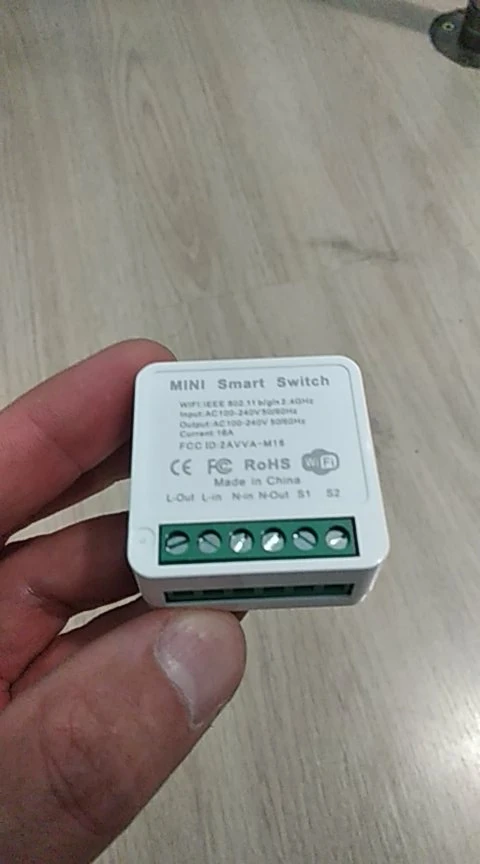 MINI Smart Switch
WIFI:IEEE 802.11 b/g/n 2.4GHz
Input:AC100-240V 50/60Hz
Output:AC100-240V 50/60Hz
Current:16A
FCC ID:2AVVA-M16
CE FC RoHS WiFi
Made in China
L-Out L-in N-in N-Out S1 S2